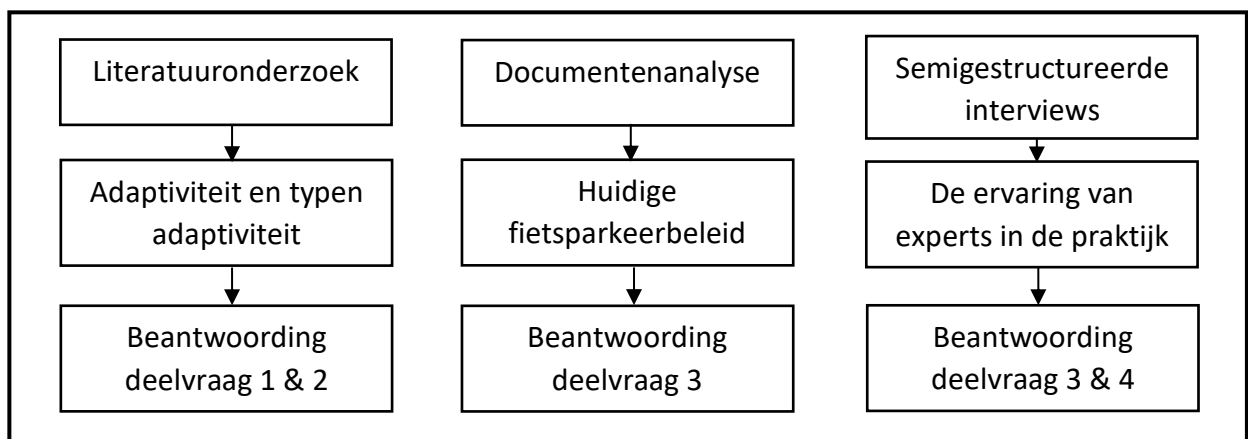 Literatuuronderzoek
Adaptiviteit en typen
adaptiviteit
Beantwoording
deelvraag 1 & 2
Documentenanalyse
Huidige
fietsparkeerbeleid
Beantwoording
deelvraag 3
Semigestructureerde
interviews
De ervaring van
experts in de praktijk
Beantwoording
deelvraag 3 & 4